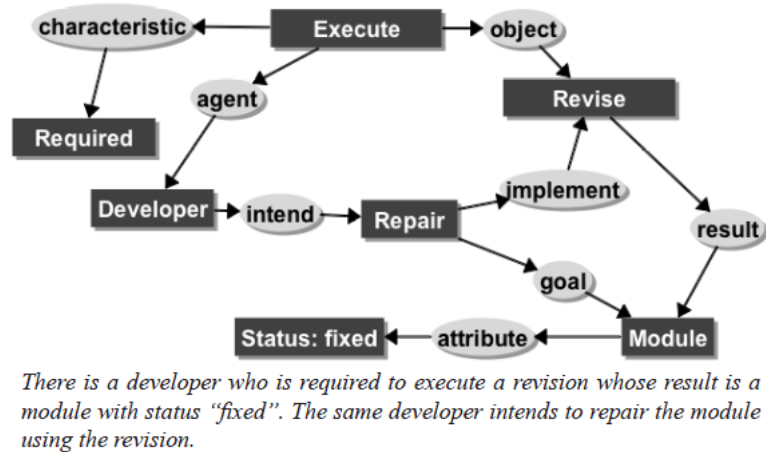 characteristic
Execute
object
agent
Revise
Required
Developer
intend
Repair
implement
result
goal
Status: fixed
attribute
Module
There is a developer who is required to execute a revision whose result is a
module with status “fixed”. The same developer intends to repair the module
using the revision.